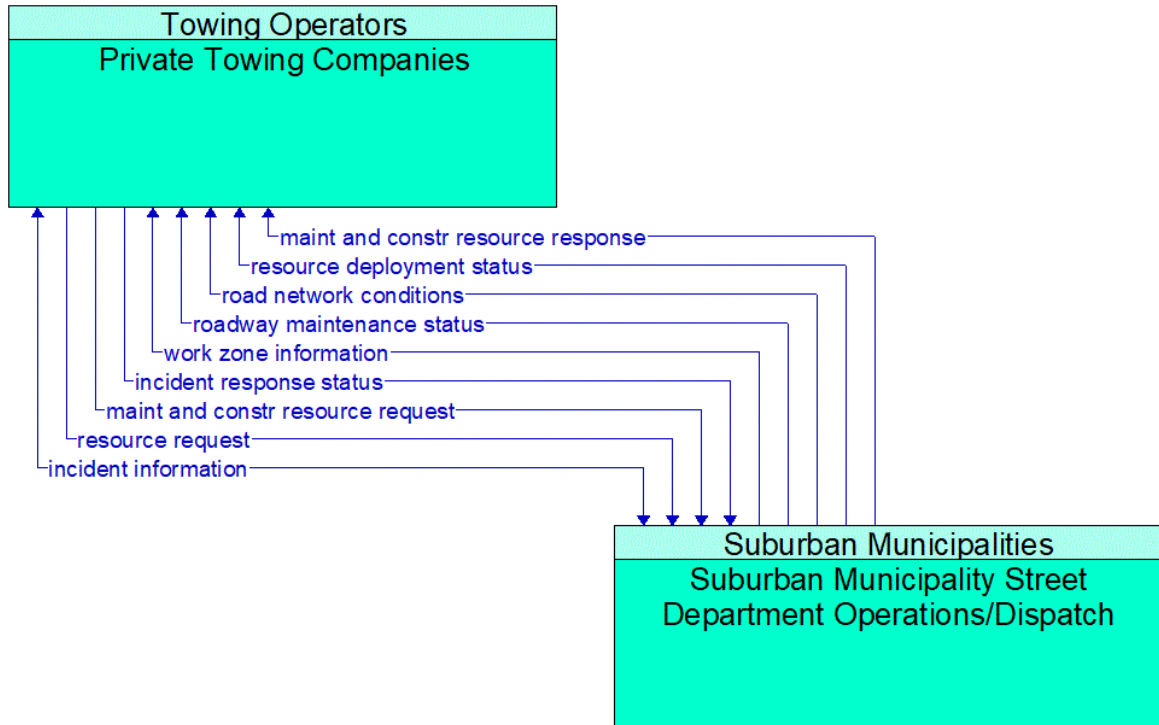 Towing Operators
Private Towing Companies
maint and constr resource response
resource deployment status
road network conditions
roadway maintenance status
work zone information
incident response status
maint and constr resource request
resource request
incident information
Suburban Municipalities
Suburban Municipality Street
Department Operations/Dispatch